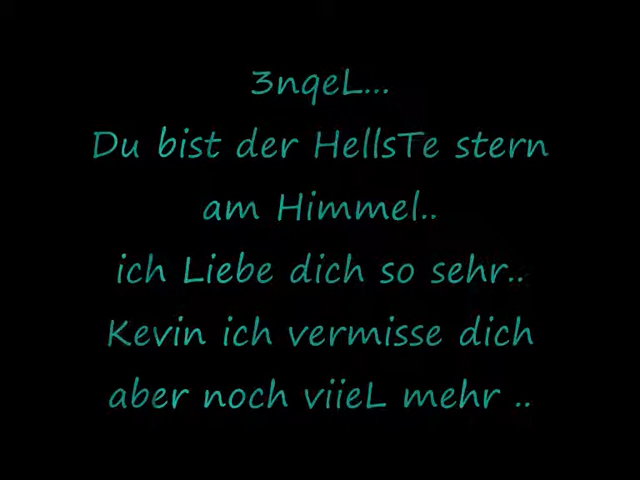 3nqeL...
Du bist der HellsTe stern
am Himmel..
ich Liebe dich so sehr..
Kevin ich vermisse dich
aber noch viieL mehr ..